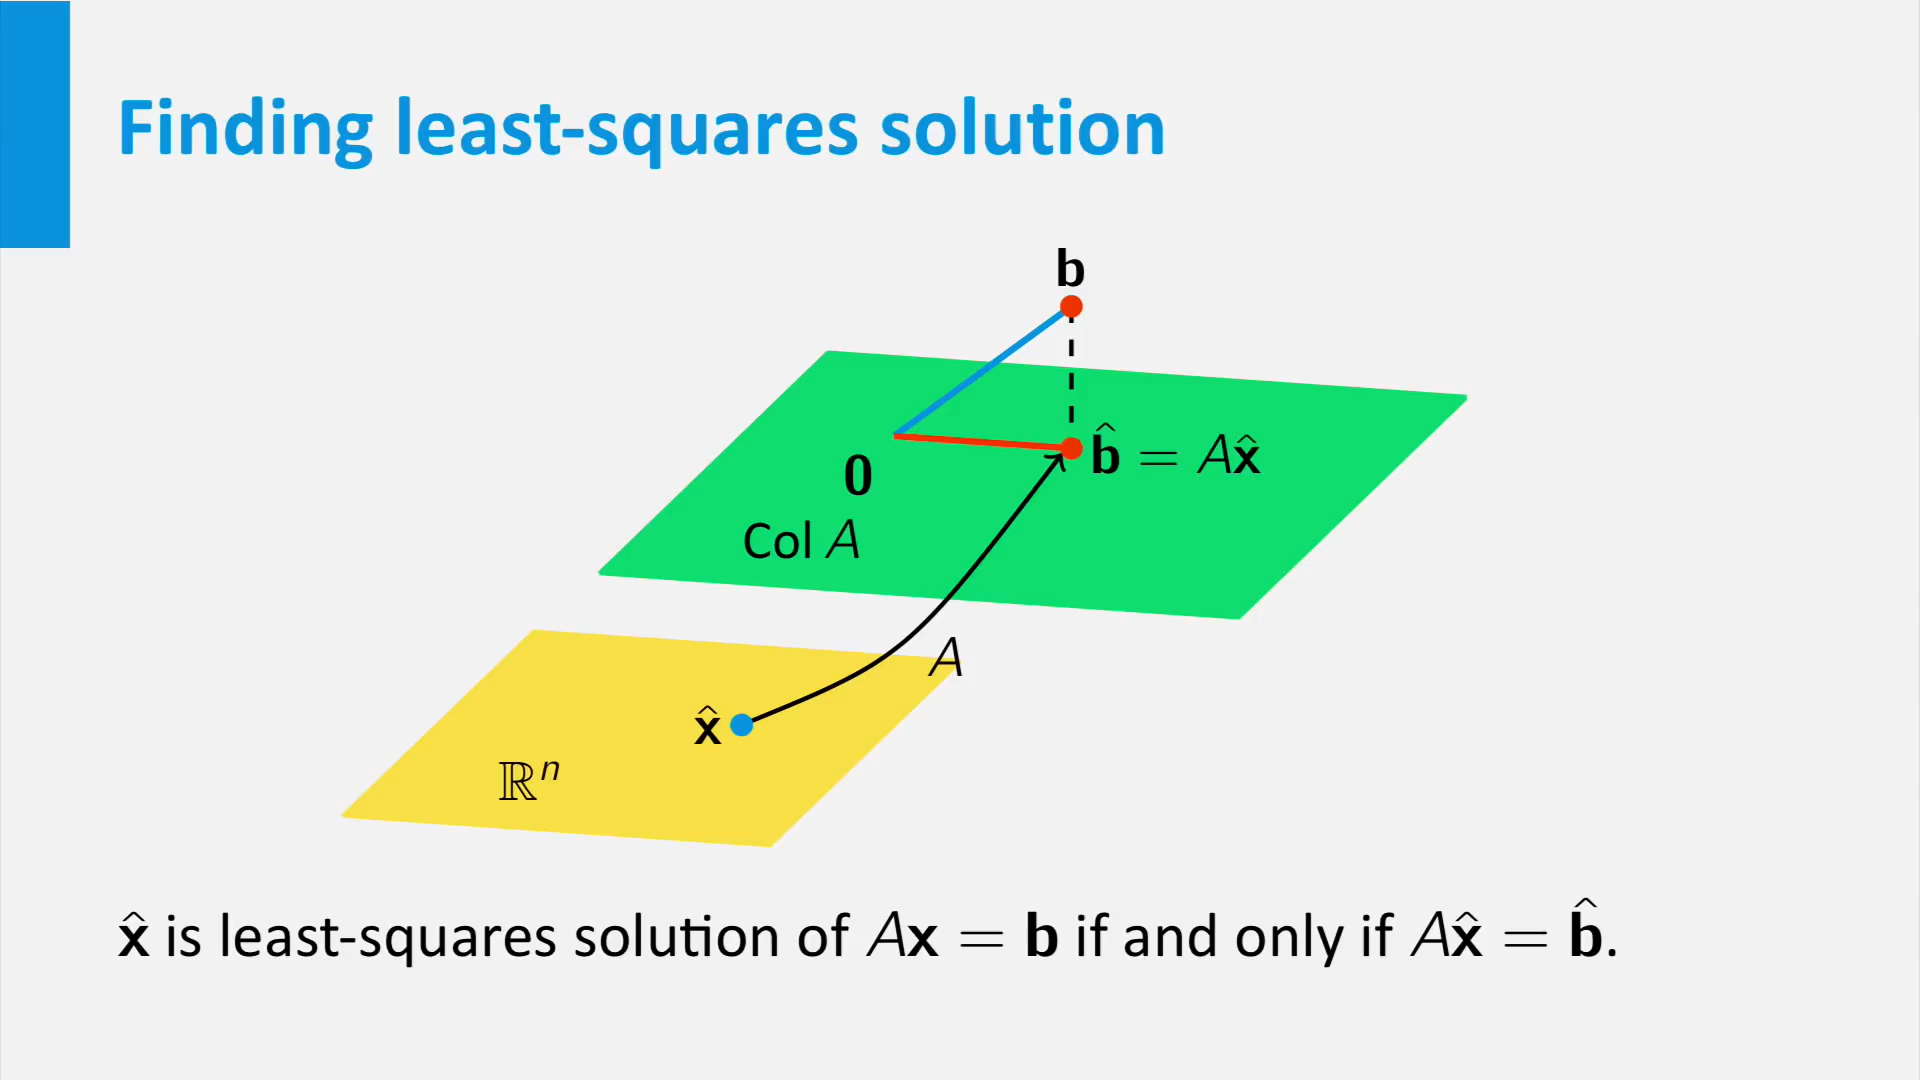 Finding least-squares solution
b
b̂ = Ax̂
0
Col A
A
x̂
ℝⁿ
x̂ is least-squares solution of Ax = b if and only if Ax̂ = b̂.